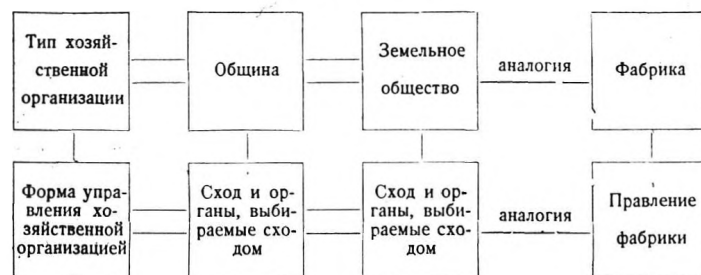 Тип хозяй-
ственной
организации
Община
Земельное
общество
аналогия
Фабрика
Форма упра-
вления хо-
зяйственной
организацией
Сход и ор-
ганы, выби-
раемые схо-
дом
Сход и ор-
ганы, выби-
раемые схо-
дом
аналогия
Правление
фабрики